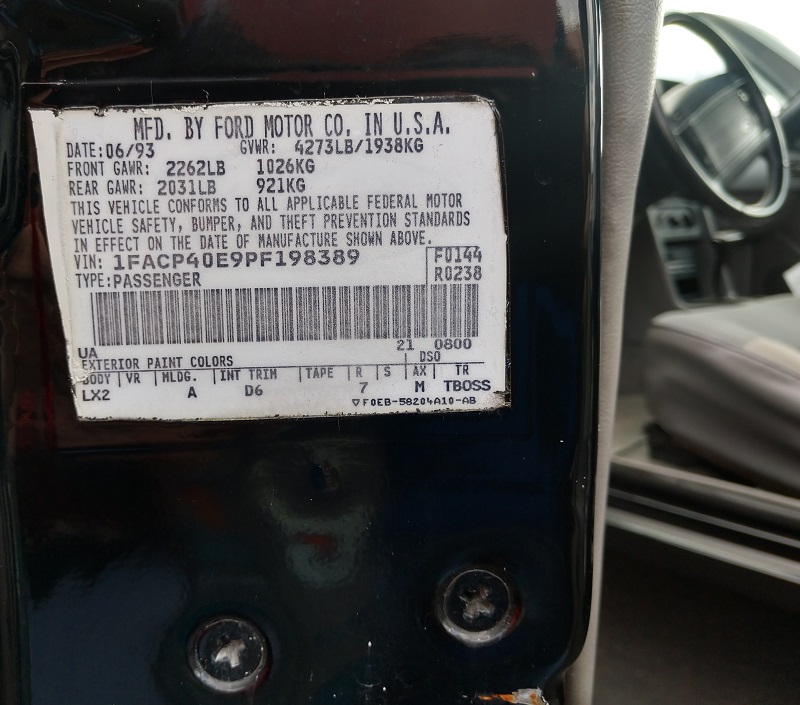 MFD. BY FORD MOTOR CO. IN U.S.A.
DATE: 06/93 GVWR: 4273LB/1938KG
FRONT GAWR: 2262LB 1026KG
REAR GAWR: 2031LB 921KG
THIS VEHICLE CONFORMS TO ALL APPLICABLE FEDERAL MOTOR
VEHICLE SAFETY, BUMPER, AND THEFT PREVENTION STANDARDS
IN EFFECT ON THE DATE OF MANUFACTURE SHOWN ABOVE.
VIN: 1FACP40E9PF198389 F0144
TYPE: PASSENGER R0238
UA 21 0800
EXTERIOR PAINT COLORS DSO
BODY VR MLDG. INT TRIM TAPE R S AX TR
LX2 A D6 7 M TBOSS
▽ F0EB-58204A10-AB